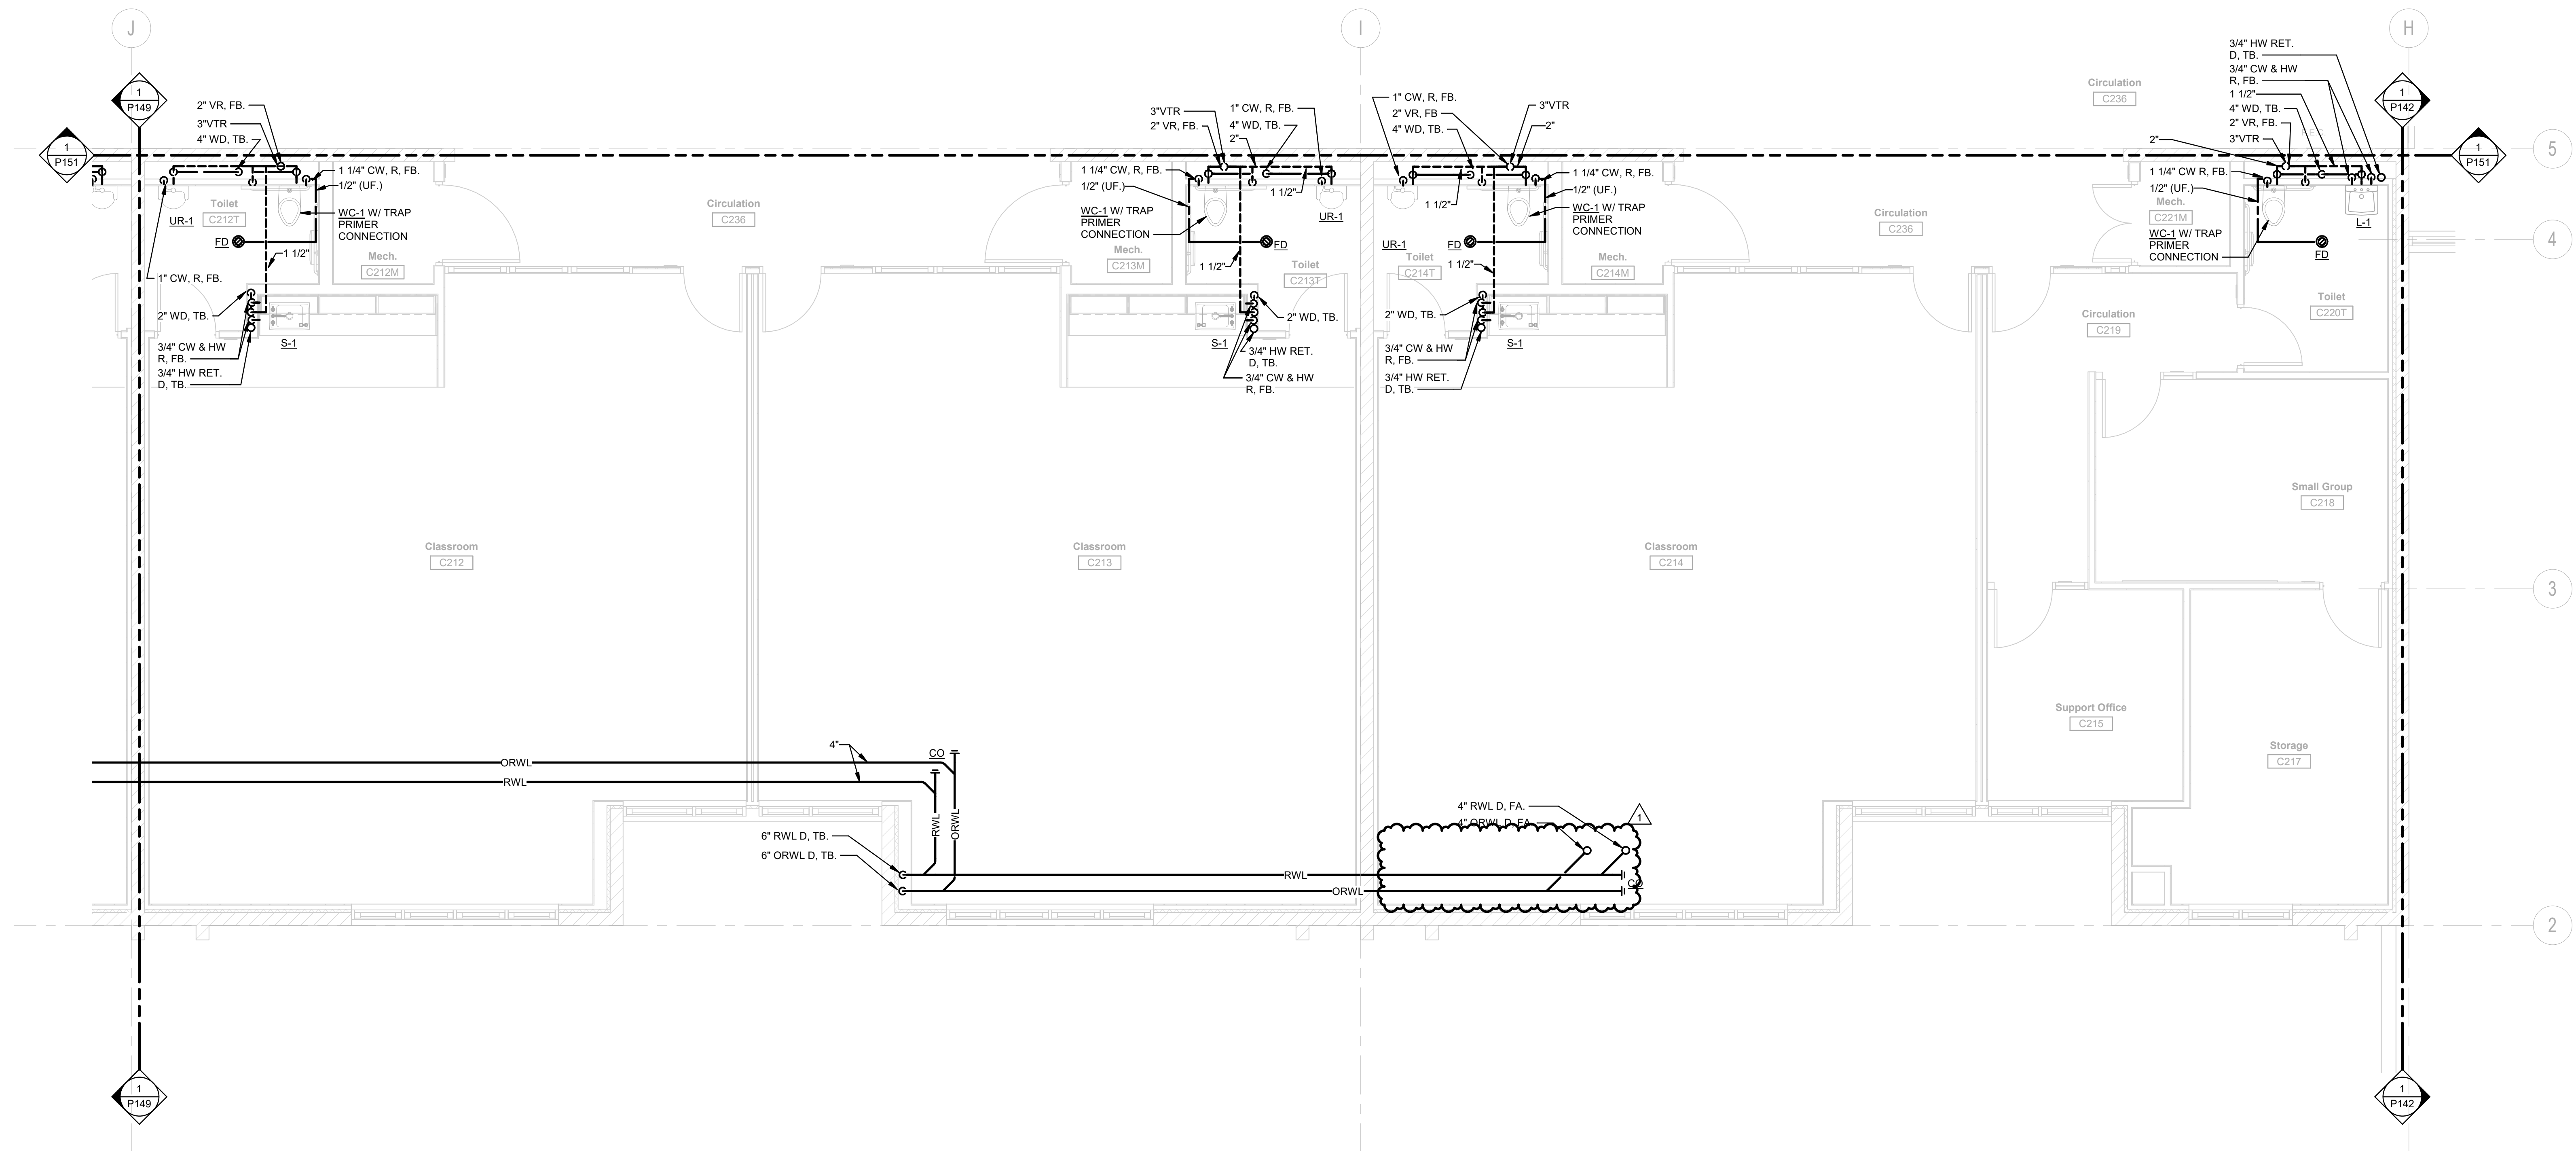 J
I
H
1
P149
1
P151
2" VR, FB.
3"VTR
4" WD, TB.
1 1/4" CW, R, FB.
1/2" (UF.)
WC-1 W/ TRAP
PRIMER
CONNECTION
Toilet
C212T
UR-1
FD
1 1/2"
1" CW, R, FB.
2" WD, TB.
3/4" CW & HW
R, FB.
3/4" HW RET.
D, TB.
S-1
Mech.
C212M
Circulation
C236
3"VTR
2" VR, FB.
1" CW, R, FB.
4" WD, TB.
2"
1 1/4" CW, R, FB.
1/2" (UF.)
WC-1 W/ TRAP
PRIMER
CONNECTION
Mech.
C213M
1 1/2"
UR-1
FD
1 1/2"
Toilet
C213T
2" WD, TB.
S-1
3/4" HW RET.
D, TB.
3/4" CW & HW
R, FB.
1" CW, R, FB.
2" VR, FB
4" WD, TB.
3"VTR
2"
1 1/4" CW, R, FB.
1/2" (UF.)
1 1/2"
WC-1 W/ TRAP
PRIMER
CONNECTION
UR-1
FD
Toilet
C214T
1 1/2"
Mech.
C214M
2" WD, TB.
3/4" CW & HW
R, FB.
3/4" HW RET.
D, TB.
S-1
Circulation
C236
Circulation
C236
3/4" HW RET.
D, TB.
3/4" CW & HW
R, FB.
1 1/2"
4" WD, TB.
2" VR, FB.
3"VTR
2"
1 1/4" CW R, FB.
1/2" (UF.)
Mech.
C221M
WC-1 W/ TRAP
PRIMER
CONNECTION
L-1
FD
Toilet
C220T
Circulation
C219
1
P142
1
P151
5
4
3
2
Classroom
C212
Classroom
C213
Classroom
C214
Small Group
C218
Support Office
C215
Storage
C217
4"
CO
ORWL
RWL
RWL
ORWL
6" RWL D, TB.
6" ORWL D, TB.
4" RWL D, FA.
4" ORWL D, FA.
1
RWL
ORWL
CO
1
P149
1
P142